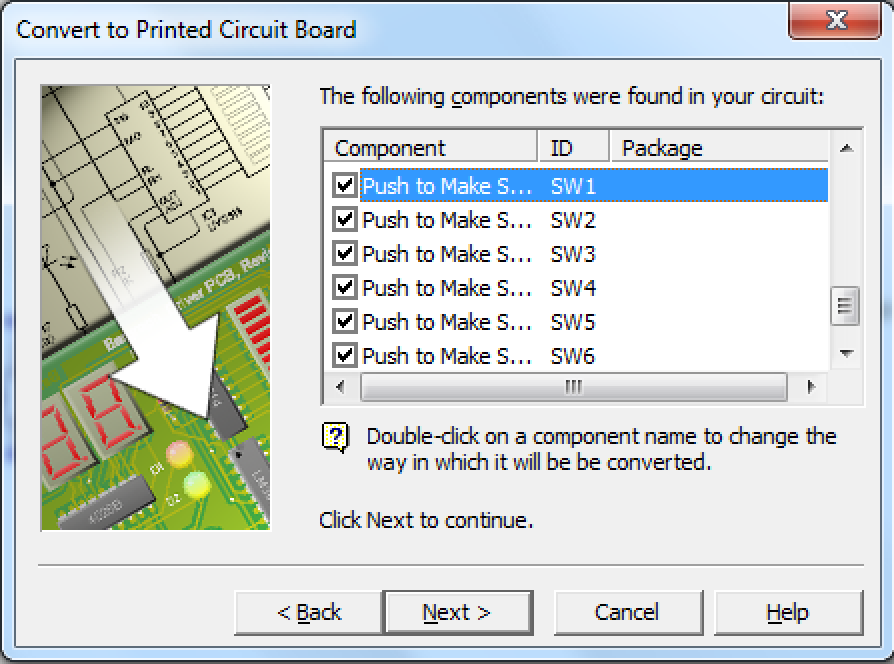 Convert to Printed Circuit Board
The following components were found in your circuit:
Component ID Package
Push to Make S... SW1
Push to Make S... SW2
Push to Make S... SW3
Push to Make S... SW4
Push to Make S... SW5
Push to Make S... SW6
Double-click on a component name to change the
way in which it will be be converted.
Click Next to continue.
< Back
Next >
Cancel
Help